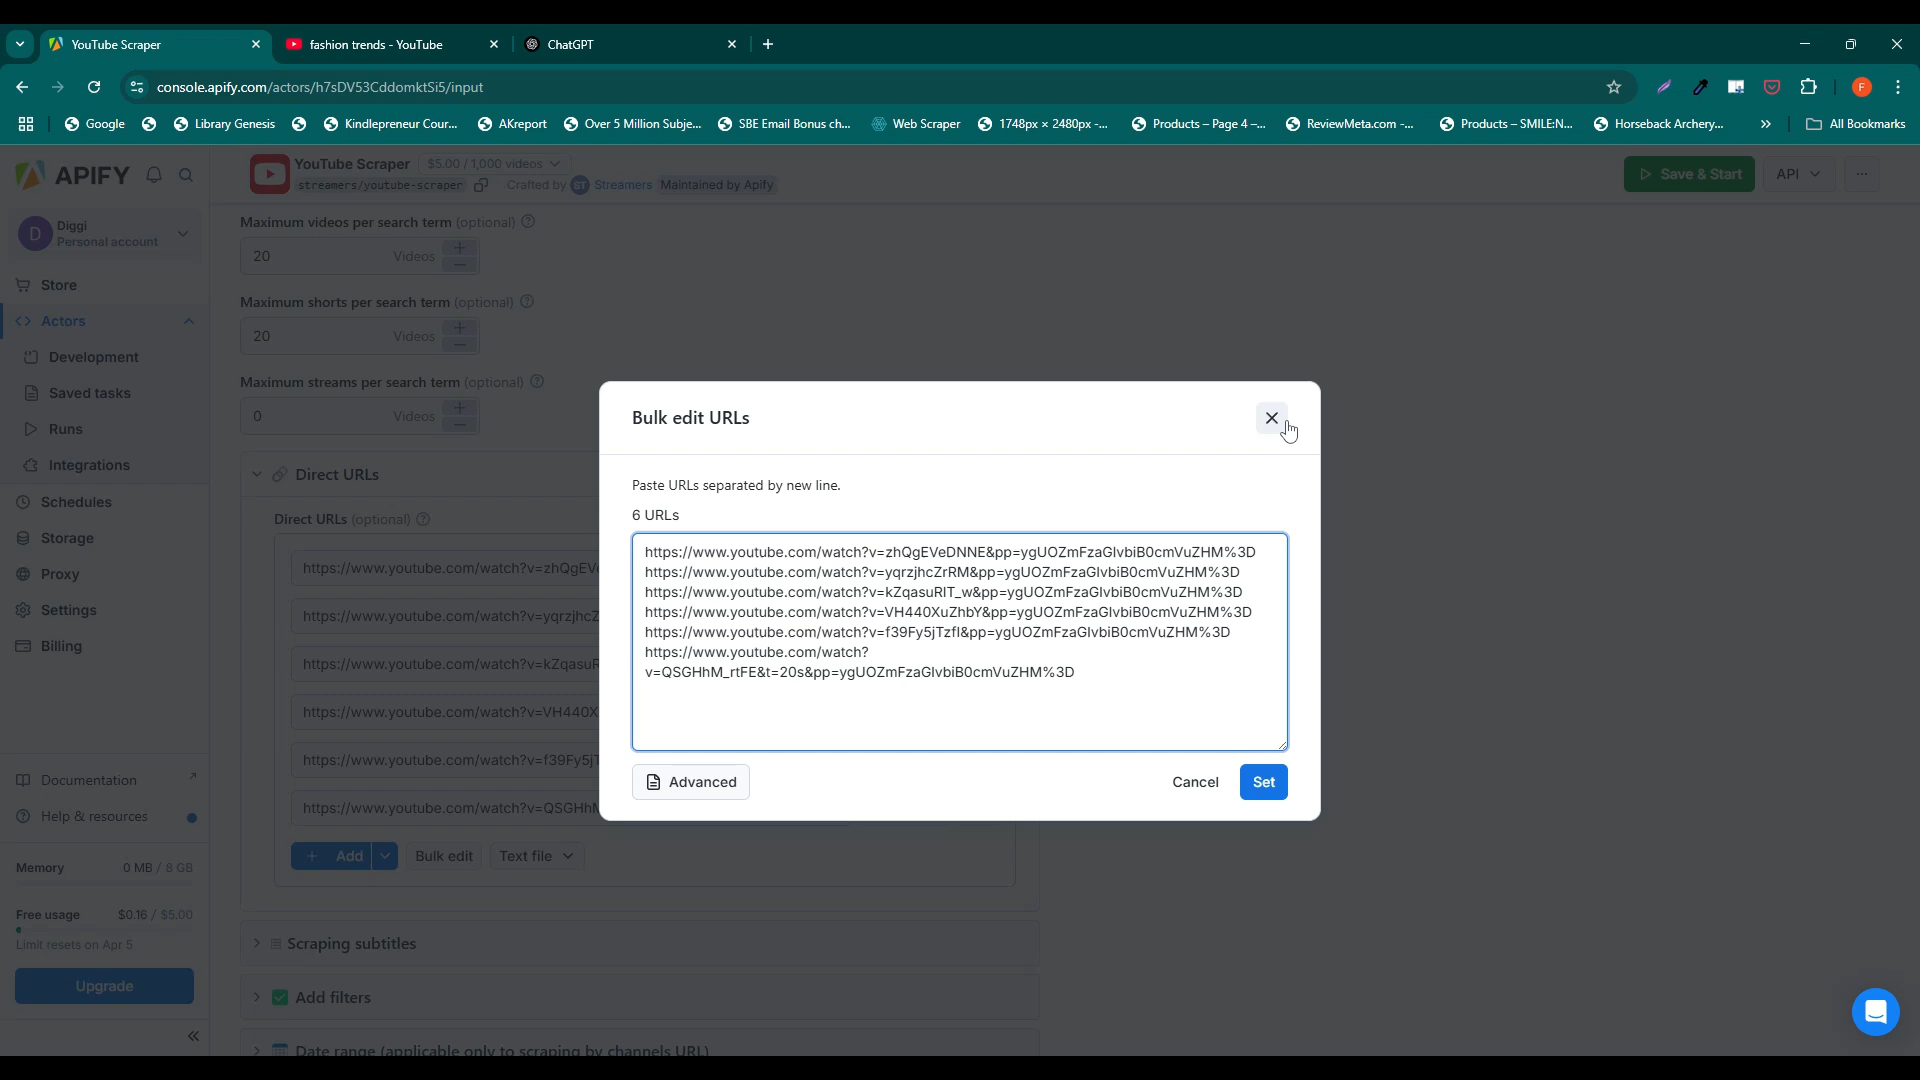 YouTube Scraper
fashion trends - YouTube
ChatGPT
console.apify.com/actors/h7sDV53CddomktSi5/input
F
Google
Library Genesis
Kindlepreneur Cour...
AKreport
Over 5 Million Subje...
SBE Email Bonus ch...
Web Scraper
1748px × 2480px -...
Products – Page 4 –...
ReviewMeta.com -...
Products – SMILE:N...
Horseback Archery...
All Bookmarks
APIFY
YouTube Scraper
$5.00 / 1,000 videos
streamers/youtube-scraper
Crafted by ST Streamers
Maintained by Apify
Save & Start
API
D
Diggi
Personal account
Store
Actors
Development
Saved tasks
Runs
Integrations
Schedules
Storage
Proxy
Settings
Billing
Documentation
Help & resources
Memory 0 MB / 8 GB
Free usage $0.16 / $5.00
Limit resets on Apr 5
Upgrade
Maximum videos per search term (optional)
20 Videos
Maximum shorts per search term (optional)
20 Videos
Maximum streams per search term (optional)
0 Videos
Direct URLs
Direct URLs (optional)
https://www.youtube.com/watch?v=zhQgEV
https://www.youtube.com/watch?v=yqrzjhcZ
https://www.youtube.com/watch?v=kZqasuR
https://www.youtube.com/watch?v=VH440X
https://www.youtube.com/watch?v=f39Fy5jT
https://www.youtube.com/watch?v=QSGHhM
+ Add
Bulk edit
Text file
Scraping subtitles
Add filters
Date range (applicable only to scraping by channels URL)
Bulk edit URLs
Paste URLs separated by new line.
6 URLs
https://www.youtube.com/watch?v=zhQgEVeDNNE&pp=ygUOZmFzaGlvbiB0cmVuZHM%3D
https://www.youtube.com/watch?v=yqrzjhcZrRM&pp=ygUOZmFzaGlvbiB0cmVuZHM%3D
https://www.youtube.com/watch?v=kZqasuRIT_w&pp=ygUOZmFzaGlvbiB0cmVuZHM%3D
https://www.youtube.com/watch?v=VH440XuZhbY&pp=ygUOZmFzaGlvbiB0cmVuZHM%3D
https://www.youtube.com/watch?v=f39Fy5jTzfI&pp=ygUOZmFzaGlvbiB0cmVuZHM%3D
https://www.youtube.com/watch?
v=QSGHhM_rtFE&t=20s&pp=ygUOZmFzaGlvbiB0cmVuZHM%3D
Advanced
Cancel
Set